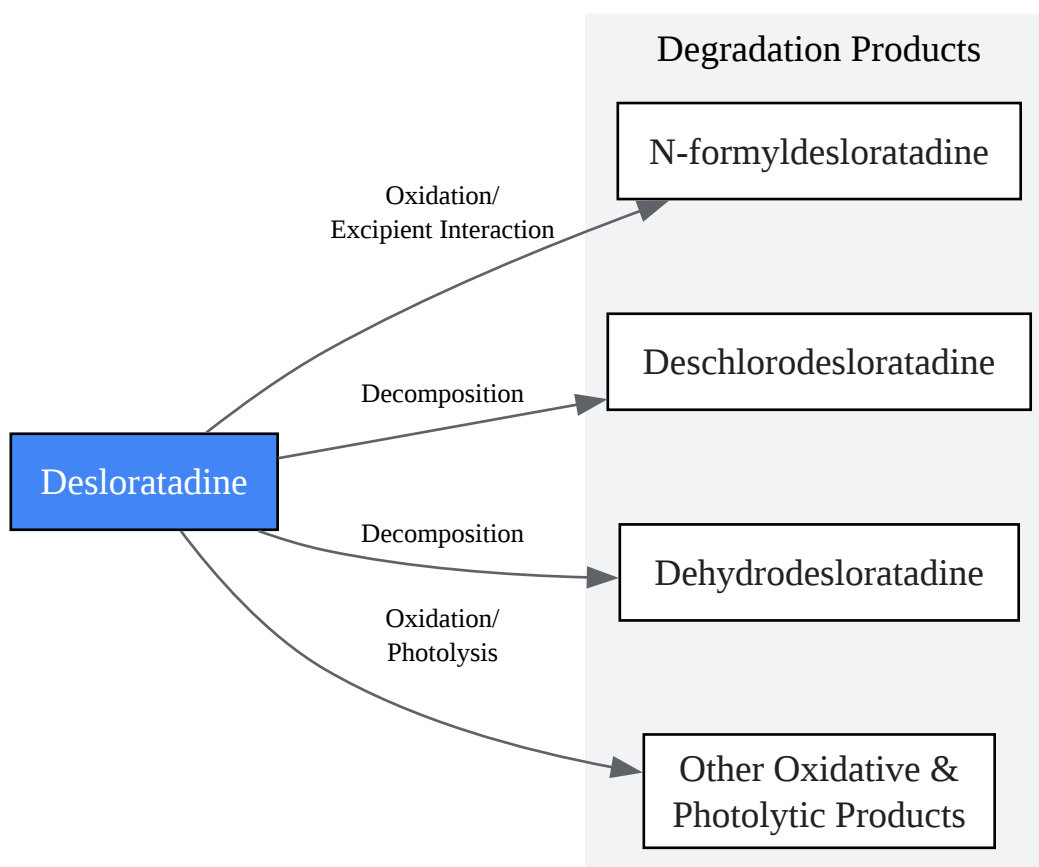 Degradation Products
N-formyldesloratadine
Oxidation/
Excipient Interaction
Deschlorodesloratadine
Decomposition
Desloratadine
Decomposition
Dehydrodesloratadine
Oxidation/
Photolysis
Other Oxidative &
Photolytic Products